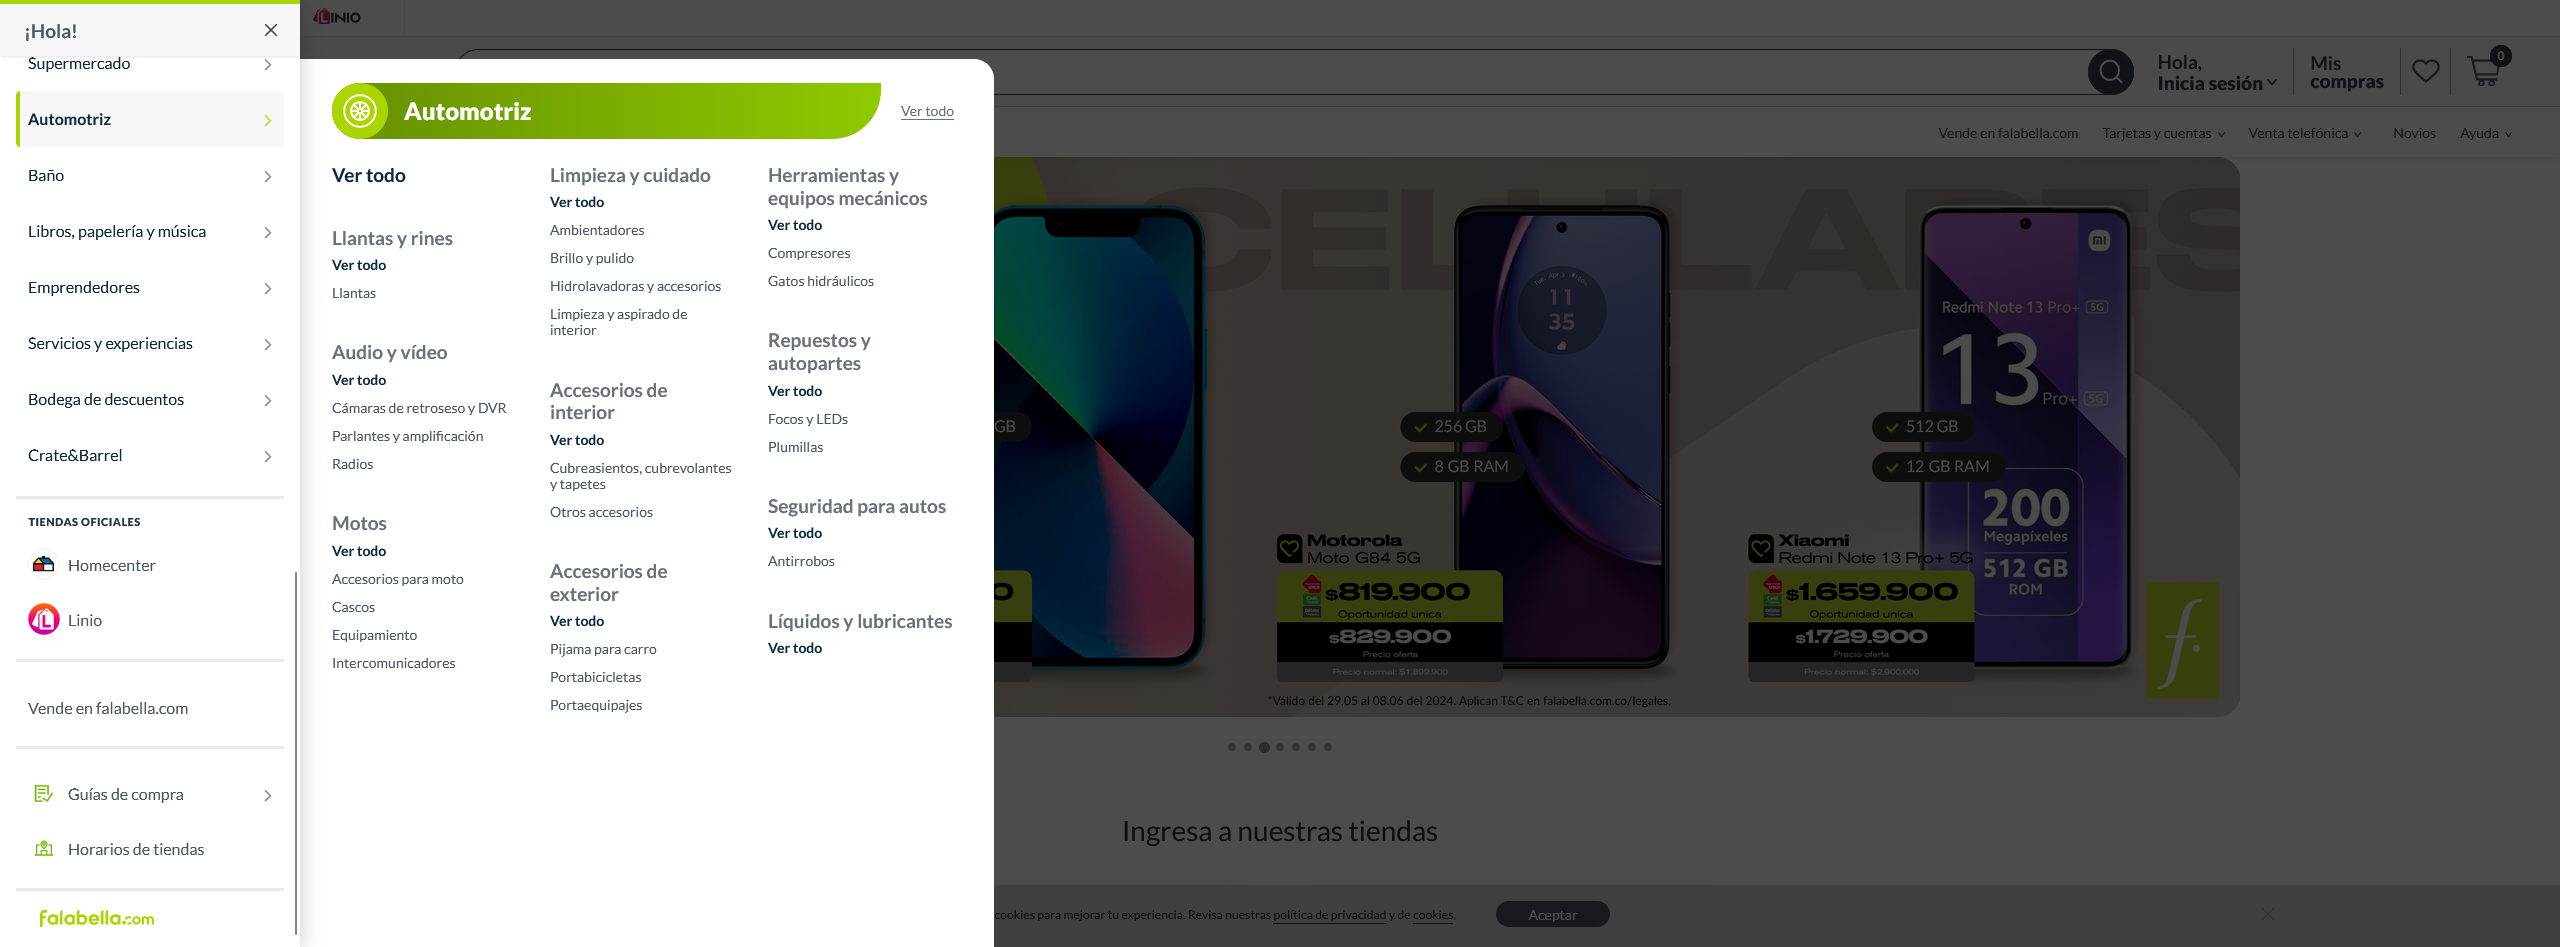 ¡Hola!
Supermercado
Automotriz
Baño
Libros, papelería y música
Emprendedores
Servicios y experiencias
Bodega de descuentos
Crate&Barrel
TIENDAS OFICIALES
Homecenter
Linio
Vende en falabella.com
Guías de compra
Horarios de tiendas
falabella.com
Automotriz
Ver todo
Ver todo
Llantas y rines
Ver todo
Llantas
Audio y vídeo
Ver todo
Cámaras de retroseso y DVR
Parlantes y amplificación
Radios
Motos
Ver todo
Accesorios para moto
Cascos
Equipamiento
Intercomunicadores
Limpieza y cuidado
Ver todo
Ambientadores
Brillo y pulido
Hidrolavadoras y accesorios
Limpieza y aspirado de
interior
Accesorios de
interior
Ver todo
Cubreasientos, cubrevolantes
y tapetes
Otros accesorios
Accesorios de
exterior
Ver todo
Pijama para carro
Portabicicletas
Portaequipajes
Herramientas y
equipos mecánicos
Ver todo
Compresores
Gatos hidráulicos
Repuestos y
autopartes
Ver todo
Focos y LEDs
Plumillas
Seguridad para autos
Ver todo
Antirrobos
Líquidos y lubricantes
Ver todo
LINIO
Hola,
Inicia sesión
Mis
compras
0
Vende en falabella.com
Tarjetas y cuentas
Venta telefónica
Novios
Ayuda
CELULARES
GB
11
35
256 GB
8 GB RAM
Motorola
Moto G84 5G
$819.900
Oportunidad unica
$829.900
Precio oferta
Precio normal: $1.899.900
Redmi Note 13 Pro+ 5G
13
Pro+ 5G
512 GB
12 GB RAM
200
Megapíxeles
512 GB
ROM
Xiaomi
Redmi Note 13 Pro+ 5G
$1.659.900
Oportunidad unica
$1.729.900
Precio oferta
Precio normal: $2.900.000
f.
*Válido del 29.05 al 08.06 del 2024. Aplican T&C en falabella.com.co/legales.
Ingresa a nuestras tiendas
cookies para mejorar tu experiencia. Revisa nuestras política de privacidad y de cookies.
Aceptar